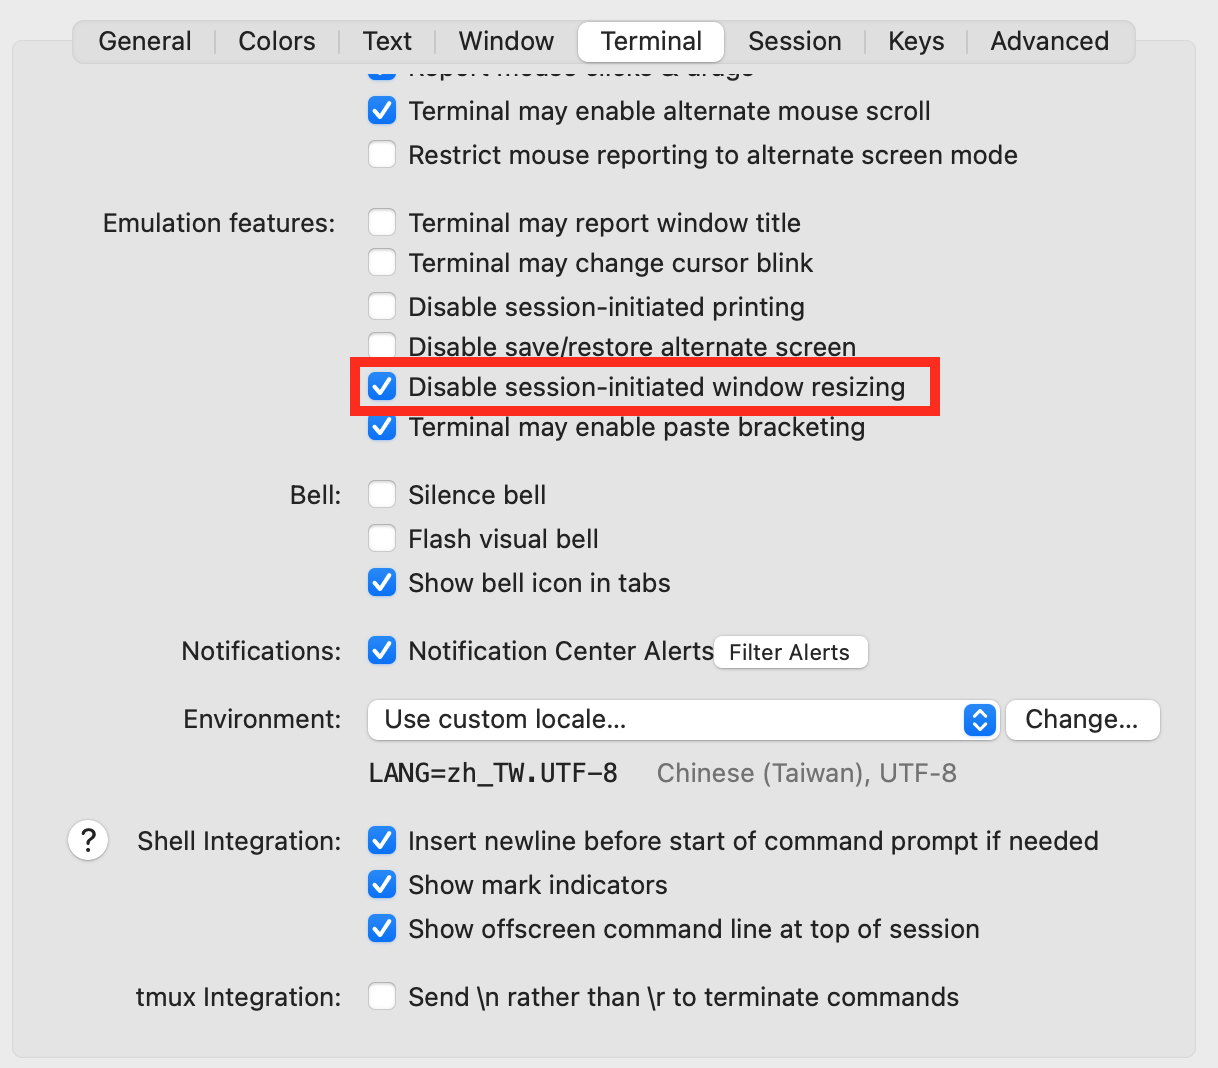 General Colors Text Window Terminal Session Keys Advanced
Report mouse clicks & drags
Terminal may enable alternate mouse scroll
Restrict mouse reporting to alternate screen mode
Emulation features: Terminal may report window title
Terminal may change cursor blink
Disable session-initiated printing
Disable save/restore alternate screen
Disable session-initiated window resizing
Terminal may enable paste bracketing
Bell: Silence bell
Flash visual bell
Show bell icon in tabs
Notifications: Notification Center Alerts Filter Alerts
Environment: Use custom locale... Change...
LANG=zh_TW.UTF-8 Chinese (Taiwan), UTF-8
? Shell Integration: Insert newline before start of command prompt if needed
Show mark indicators
Show offscreen command line at top of session
tmux Integration: Send \n rather than \r to terminate commands